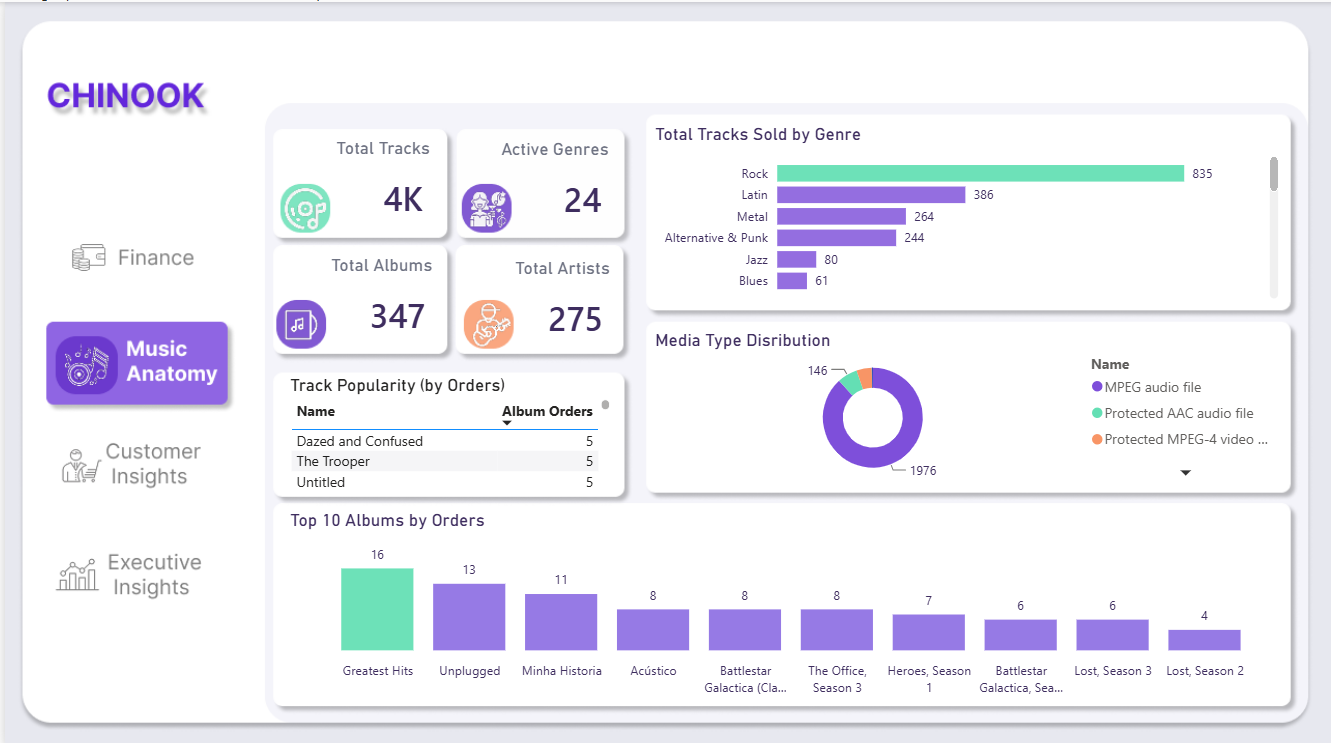 CHINOOK
Finance
Music
Anatomy
Customer
Insights
Executive
Insights
Total Tracks
4K
Active Genres
24
Total Albums
347
Total Artists
275
Track Popularity (by Orders)
Name Album Orders
Dazed and Confused 5
The Trooper 5
Untitled 5
Total Tracks Sold by Genre
Rock 835
Latin 386
Metal 264
Alternative & Punk 244
Jazz 80
Blues 61
Media Type Disribution
146
1976
Name
MPEG audio file
Protected AAC audio file
Protected MPEG-4 video ...
Top 10 Albums by Orders
16
13
11
8
8
8
7
6
6
4
Greatest Hits
Unplugged
Minha Historia
Acústico
Battlestar
Galactica (Cla...
The Office,
Season 3
Heroes, Season
1
Battlestar
Galactica, Sea...
Lost, Season 3
Lost, Season 2